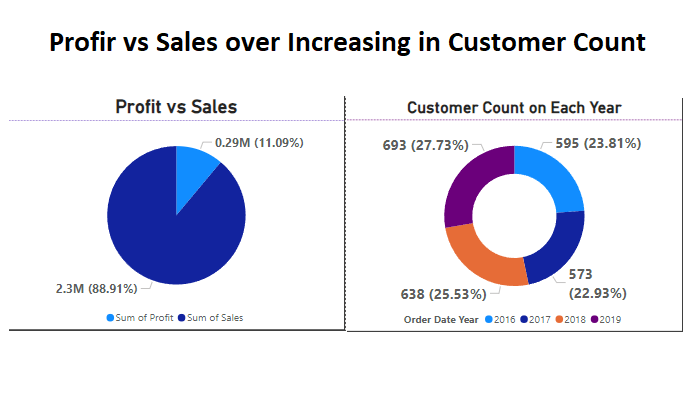 Profir vs Sales over Increasing in Customer Count
Profit vs Sales
0.29M (11.09%)
2.3M (88.91%)
Sum of Profit Sum of Sales
Customer Count on Each Year
693 (27.73%)
595 (23.81%)
638 (25.53%)
573
(22.93%)
Order Date Year 2016 2017 2018 2019